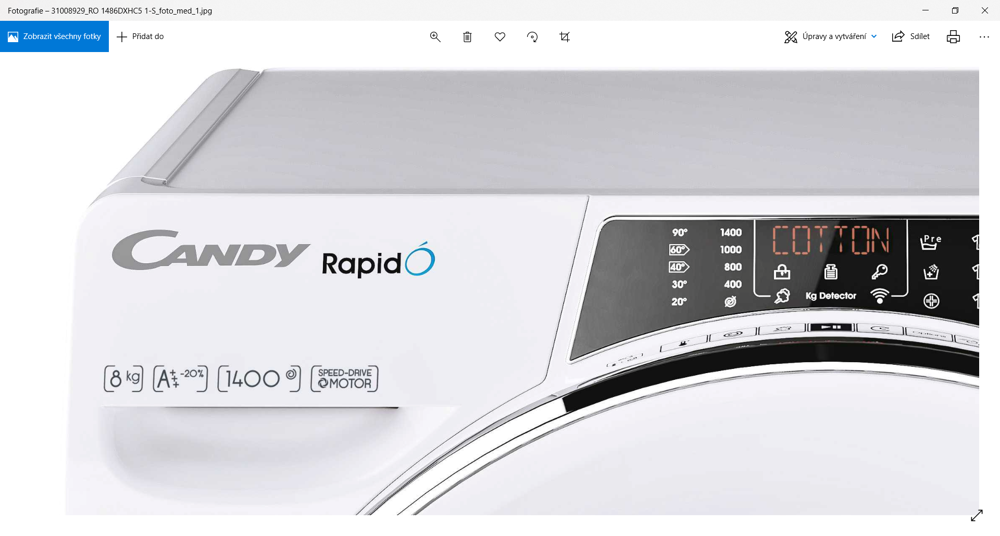 Fotografie – 31008929_RO 1486DXHC5 1-S_foto_med_1.jpg
Zobrazit všechny fotky
Přidat do
Úpravy a vytváření
Sdílet
CANDY RapidÓ
90° 1400
60° 1000
40° 800
30° 400
20°
COTTON
Kg Detector
Pre
Options
8 kg
A+++ -20%
1400
SPEED-DRIVE
MOTOR